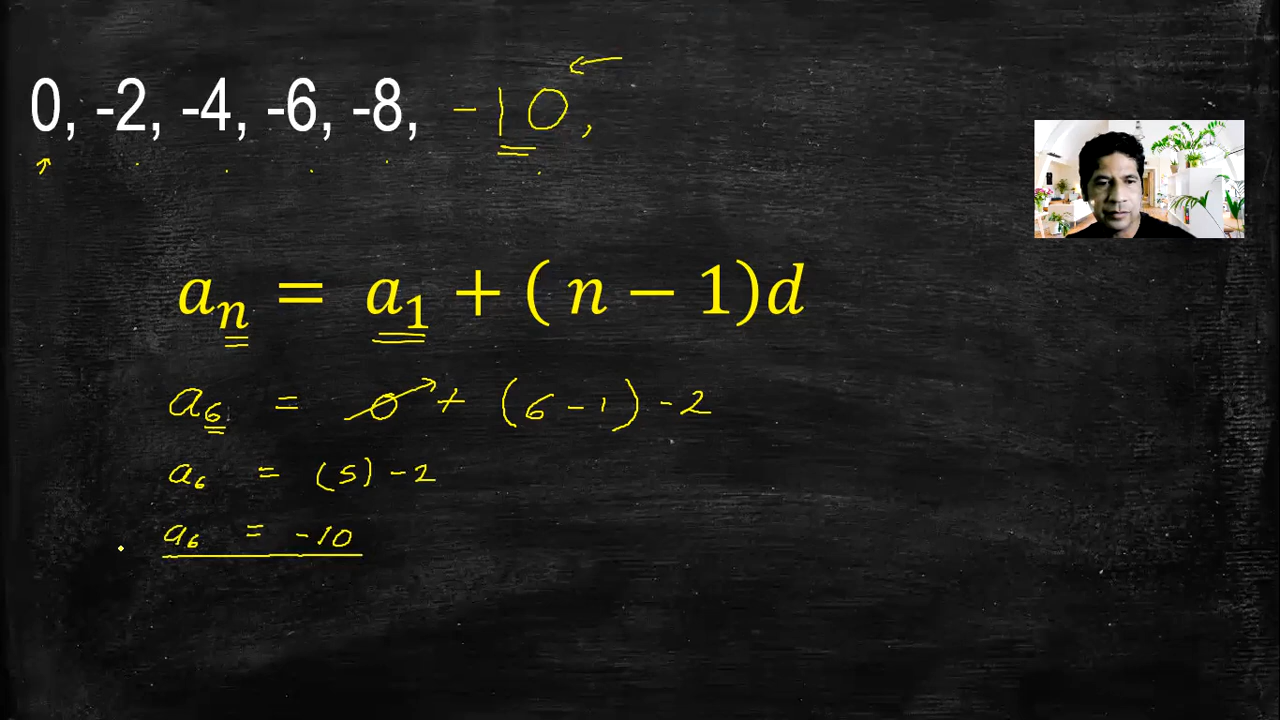 0, -2, -4, -6, -8, -10,
aₙ = a₁ + ( n − 1)d
a₆ = 0 + (6 - 1) - 2
a₆ = (5) - 2
a₆ = -10